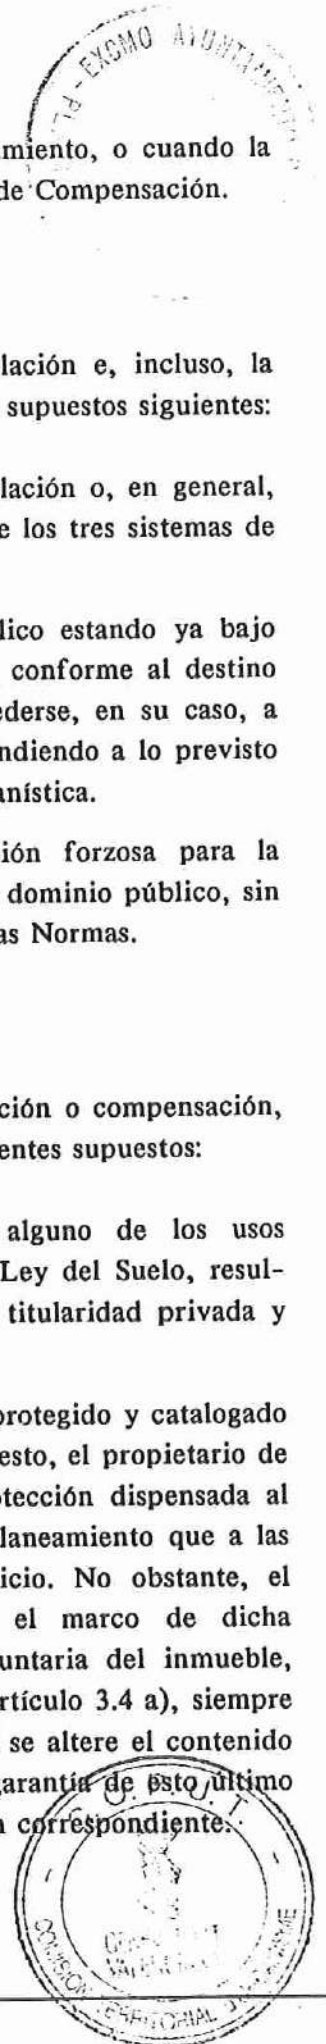 EXCMO AYUNTAMIENTO
miento, o cuando la
de Compensación.
lación e, incluso, la
supuestos siguientes:
lación o, en general,
e los tres sistemas de
lico estando ya bajo
conforme al destino
ederse, en su caso, a
ndiendo a lo previsto
anística.
ión forzosa para la
dominio público, sin
as Normas.
ción o compensación,
entes supuestos:
alguno de los usos
Ley del Suelo, resul-
titularidad privada y
protegido y catalogado
esto, el propietario de
otección dispensada al
laneamiento que a las
icio. No obstante, el
el marco de dicha
untaria del inmueble,
rtículo 3.4 a), siempre
se altere el contenido
garantía de esto último
n correspondiente.